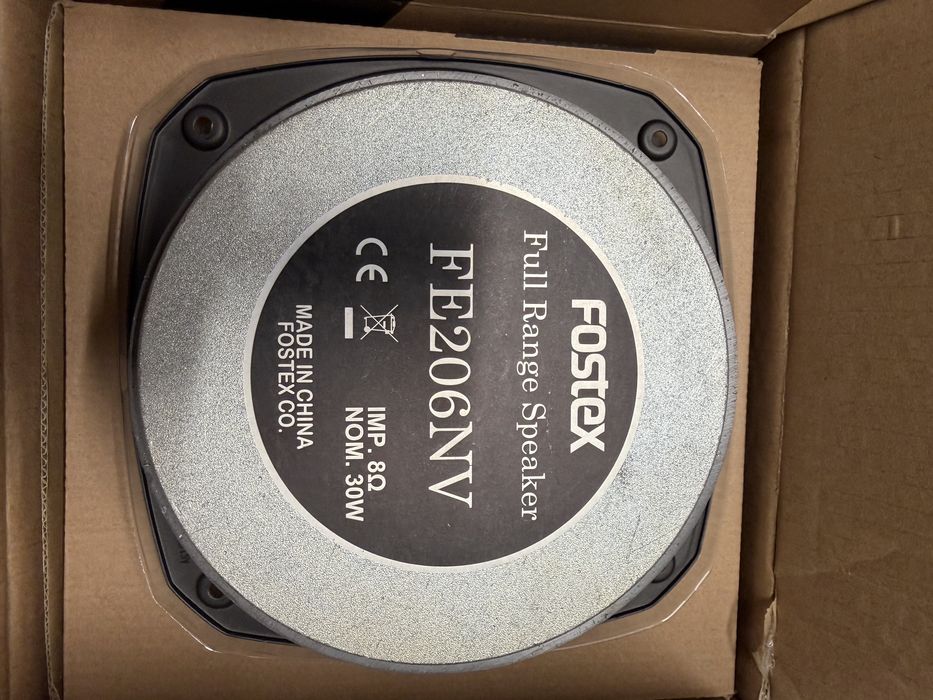 FOSTEX
Full Range Speaker
FE206NV
CE
IMP. 8Ω
NOM. 30W
MADE IN CHINA
FOSTEX CO.